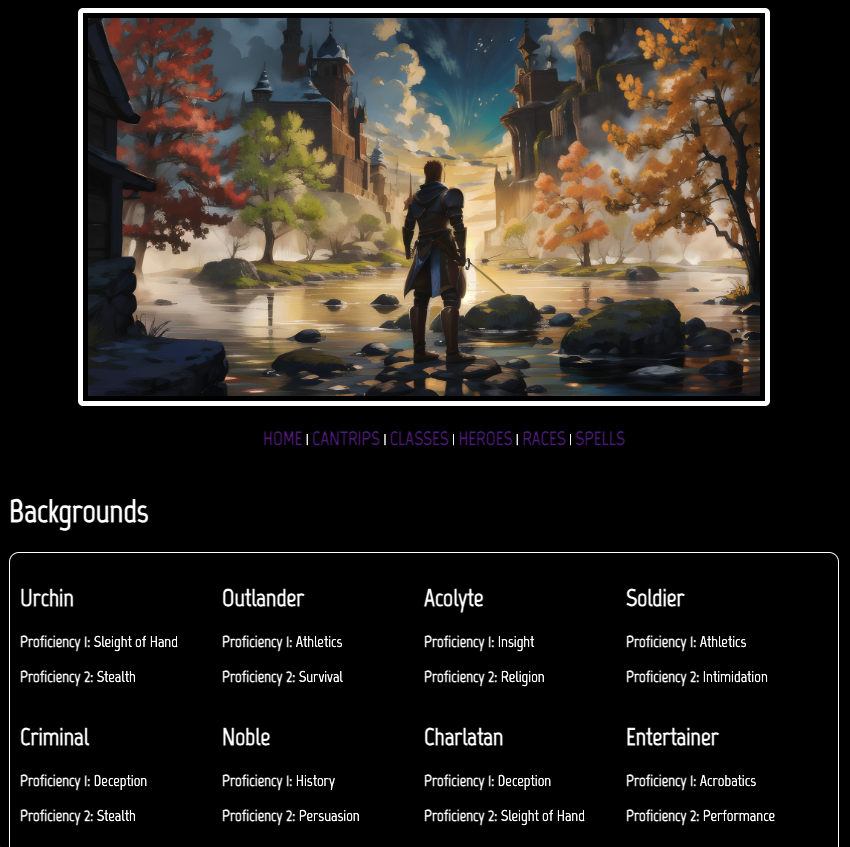 HOME | CANTRIPS | CLASSES | HEROES | RACES | SPELLS
Backgrounds
Urchin Outlander Acolyte Soldier
Proficiency 1: Sleight of Hand Proficiency 1: Athletics Proficiency 1: Insight Proficiency 1: Athletics
Proficiency 2: Stealth Proficiency 2: Survival Proficiency 2: Religion Proficiency 2: Intimidation
Criminal Noble Charlatan Entertainer
Proficiency 1: Deception Proficiency 1: History Proficiency 1: Deception Proficiency 1: Acrobatics
Proficiency 2: Stealth Proficiency 2: Persuasion Proficiency 2: Sleight of Hand Proficiency 2: Performance